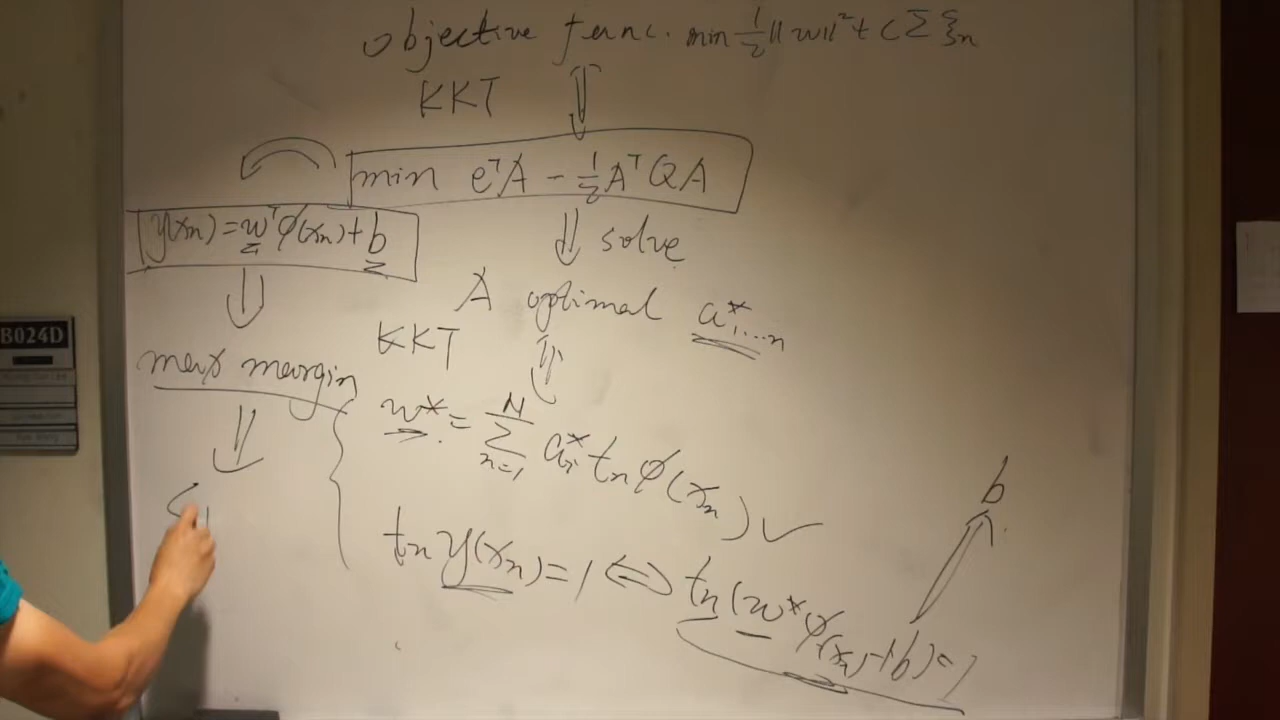 objective func. min ½||w||² + C Σ ξn
KKT ⇓
min eᵀA - ½AᵀQA
y(xn) = wᵀφ(xn) + b
⇓ solve
A optimal a*1,...n
KKT ⇓
max margin
w* = Σ_{n=1}^{N} an* tn φ(xn) ✓
b
tn y(xn) = 1 ⇔ tn(w*φ(xn) + b) = 1
B024D